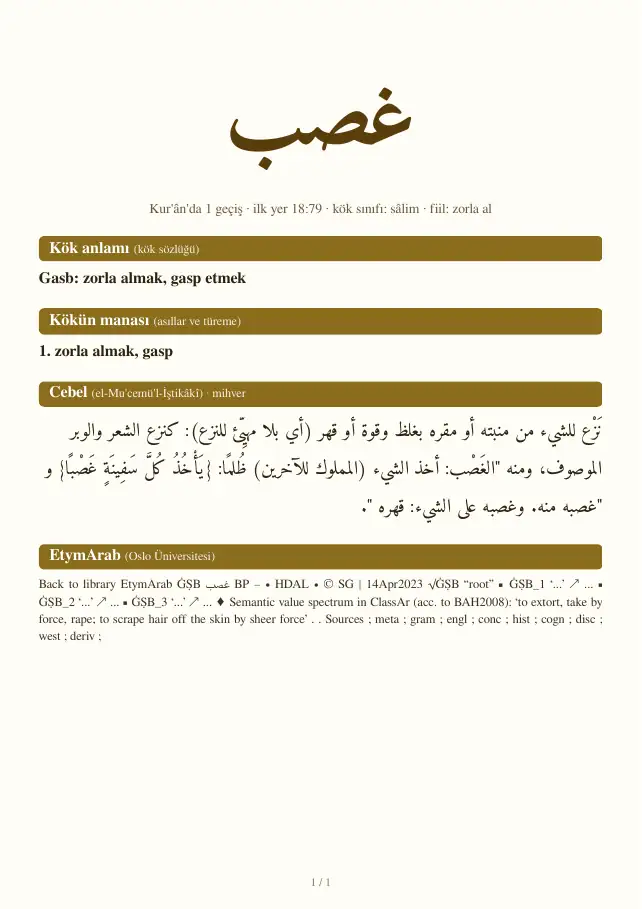 غصب
Kur'ân'da 1 geçiş · ilk yer 18:79 · kök sınıfı: sâlim · fiil: zorla al
Kök anlamı (kök sözlüğü)
Gasb: zorla almak, gasp etmek
Kökün manası (asıllar ve türeme)
1. zorla almak, gasp
Cebel (el-Mu'cemü'l-İştikâkî) · mihver
نَزْع للشيء من منبته أو مقره بغلظ وقوة أو قهر (أي بلا مهيِّئ للنزع): كنزع الشعر والوبر
الموصوف، ومنه "الغَصْب: أخذ الشيء (المملوك للآخرين) ظُلمًا: {يَأْخُذُ كُلَّ سَفِينَةٍ غَصْبًا} و
"غصبه منه. وغصبه على الشيء: قهره ".
EtymArab (Oslo Üniversitesi)
Back to library EtymArab ĠṢB غصب BP – • HDAL • © SG | 14Apr2023 √ĠṢB “root” ▪ ĠṢB_1 ‘...’ ↗ ... ▪
ĠṢB_2 ‘...’ ↗ ... ▪ ĠṢB_3 ‘...’ ↗ ... ♦ Semantic value spectrum in ClassAr (acc. to BAH2008): ‘to extort, take by
force, rape; to scrape hair off the skin by sheer force’ . . Sources ; meta ; gram ; engl ; conc ; hist ; cogn ; disc ;
west ; deriv ;
1 / 1